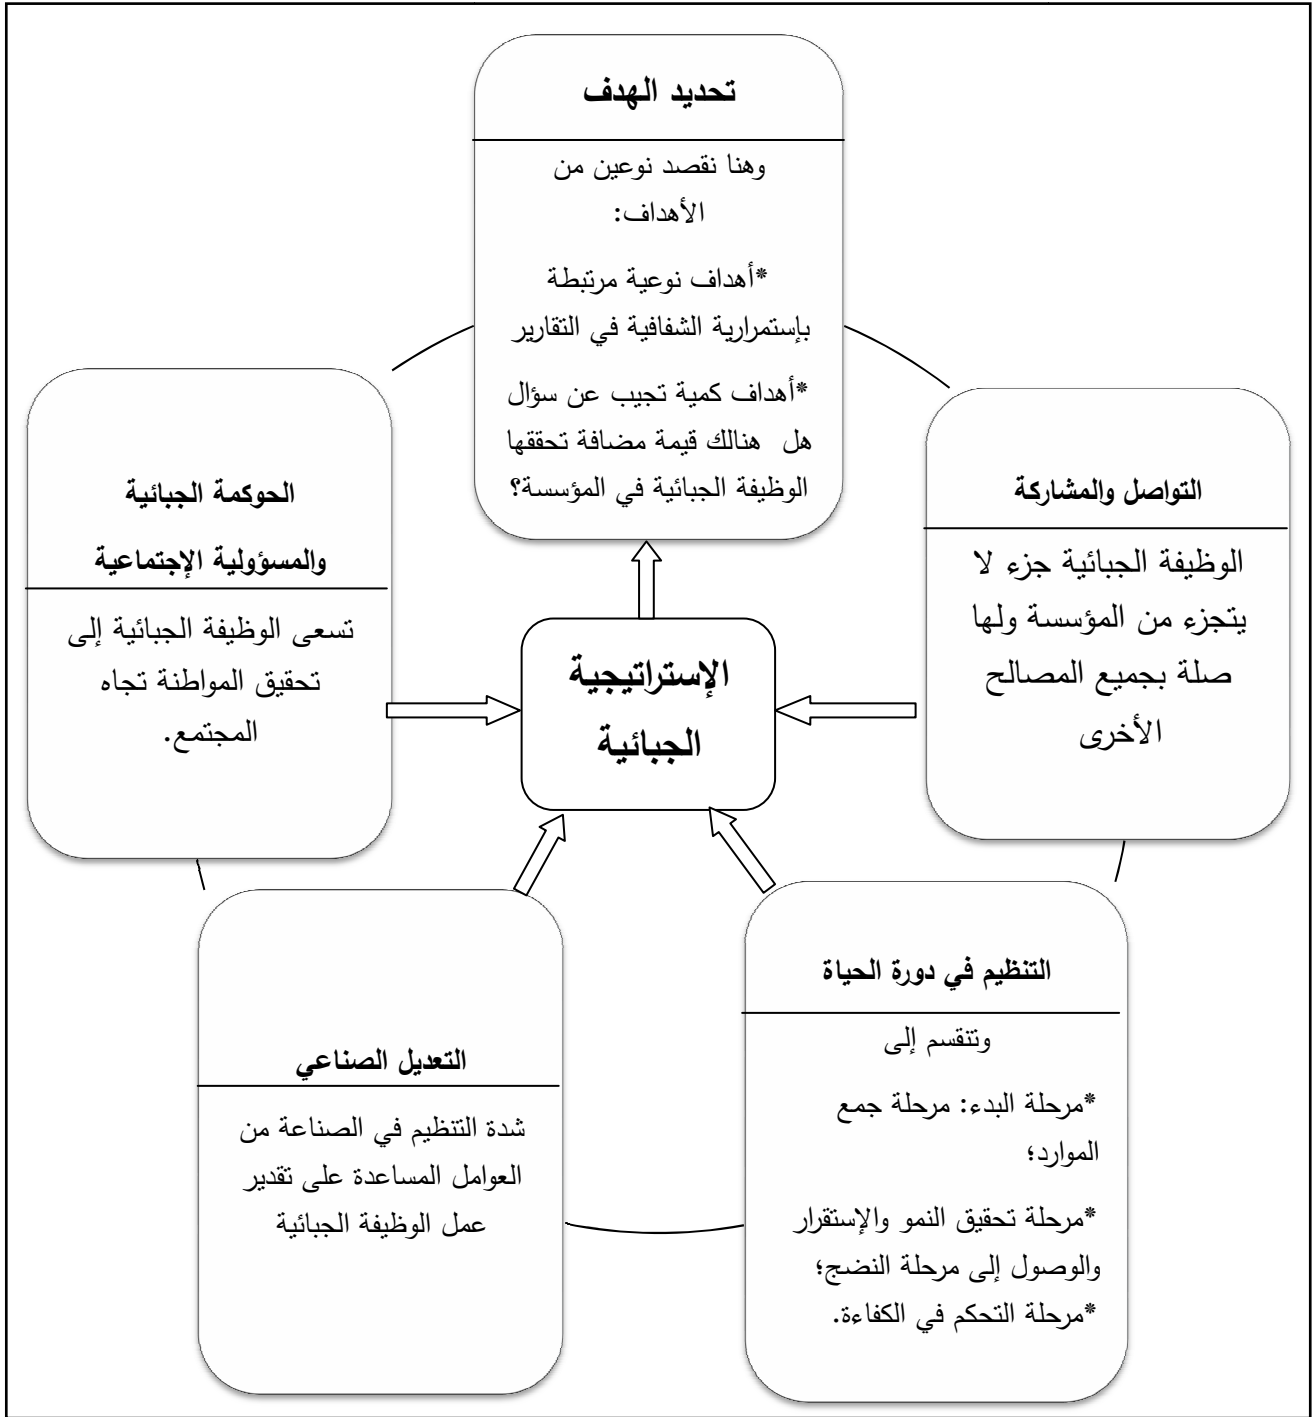 تحديد الهدف
وهنا نقصد نوعين من
الأهداف:
*أهداف نوعية مرتبطة
بإستمرارية الشفافية في التقارير
*أهداف كمية تجيب عن سؤال
هل هنالك قيمة مضافة تحققها
الوظيفة الجبائية في المؤسسة؟
التواصل والمشاركة
الوظيفة الجبائية جزء لا
يتجزء من المؤسسة ولها
صلة بجميع المصالح
الأخرى
الحوكمة الجبائية
والمسؤولية الإجتماعية
تسعى الوظيفة الجبائية إلى
تحقيق المواطنة تجاه
المجتمع.
الإستراتيجية
الجبائية
التنظيم في دورة الحياة
وتنقسم إلى
*مرحلة البدء: مرحلة جمع
الموارد؛
*مرحلة تحقيق النمو والإستقرار
والوصول إلى مرحلة النضج؛
*مرحلة التحكم في الكفاءة.
التعديل الصناعي
شدة التنظيم في الصناعة من
العوامل المساعدة على تقدير
عمل الوظيفة الجبائية